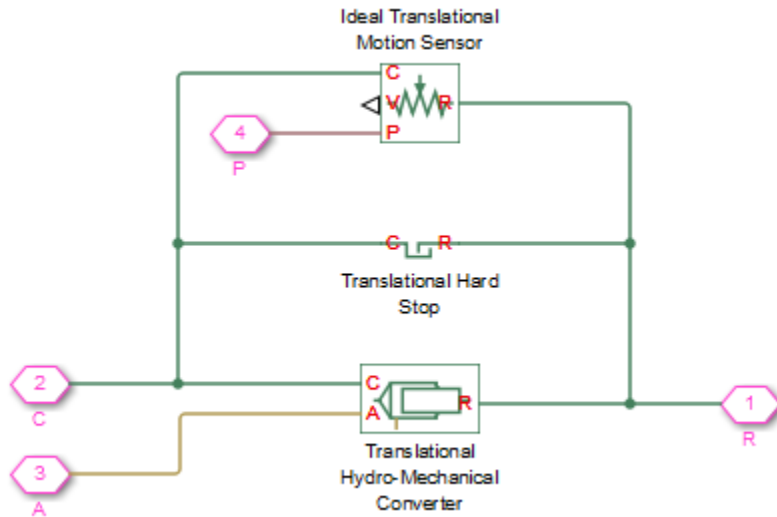 Ideal Translational
Motion Sensor
C
V R
P
4
P
C R
Translational Hard
Stop
2
C
C
A R
1
R
3
A
Translational
Hydro-Mechanical
Converter